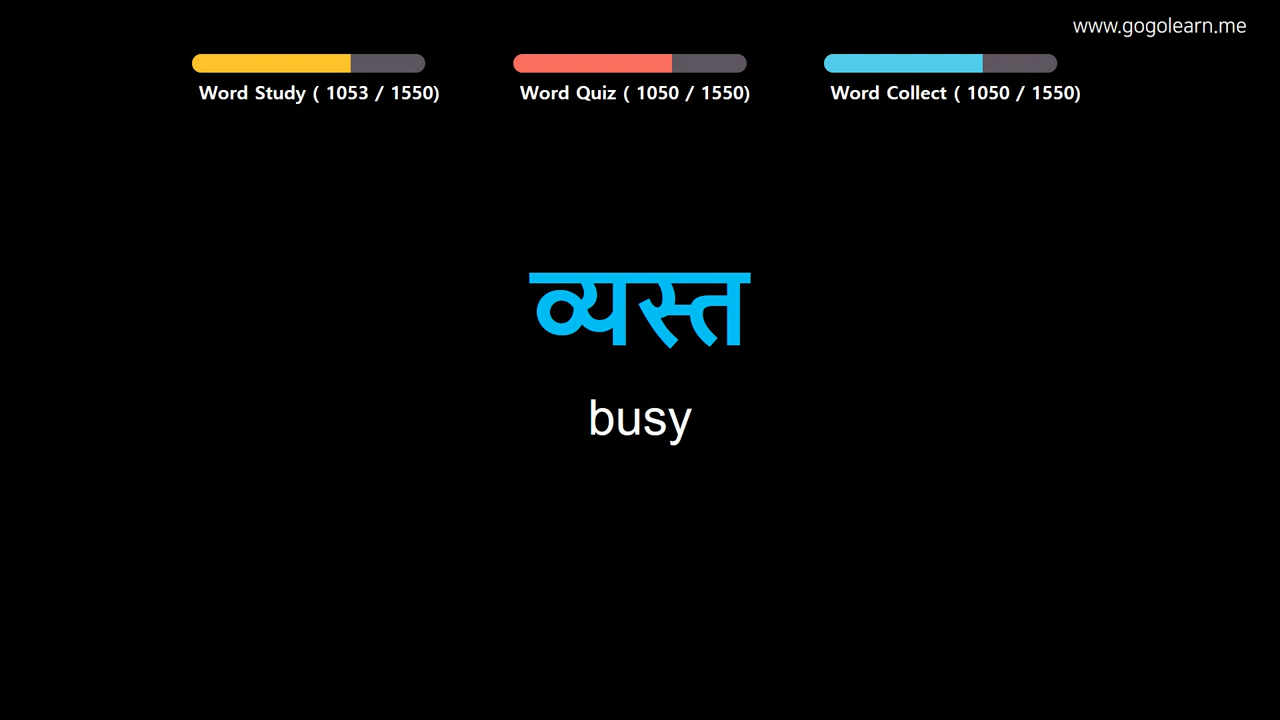 www.gogolearn.me
Word Study ( 1053 / 1550)
Word Quiz ( 1050 / 1550)
Word Collect ( 1050 / 1550)
व्यस्त
busy